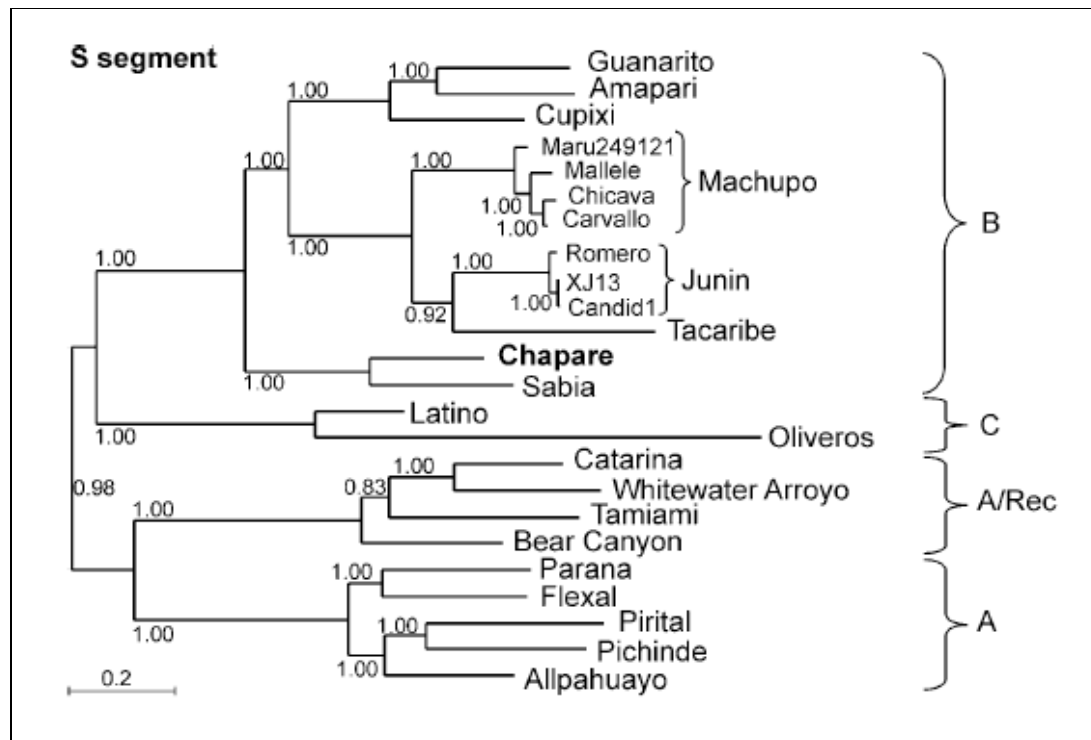 S segment
1.00
Guanarito
Amapari
1.00
Cupixi
1.00
1.00
Maru249121
Mallele
Chicava
Carvallo
1.00
1.00
Machupo
1.00
1.00
1.00
Romero
XJ13
Candid1
1.00
Junin
0.92
Tacaribe
Chapare
Sabia
1.00
B
Latino
Oliveros
1.00
C
0.98
1.00
0.83
1.00
Catarina
Whitewater Arroyo
Tamiami
Bear Canyon
A/Rec
1.00
1.00
Parana
Flexal
1.00
Pirital
Pichinde
1.00
Allpahuayo
A
0.2